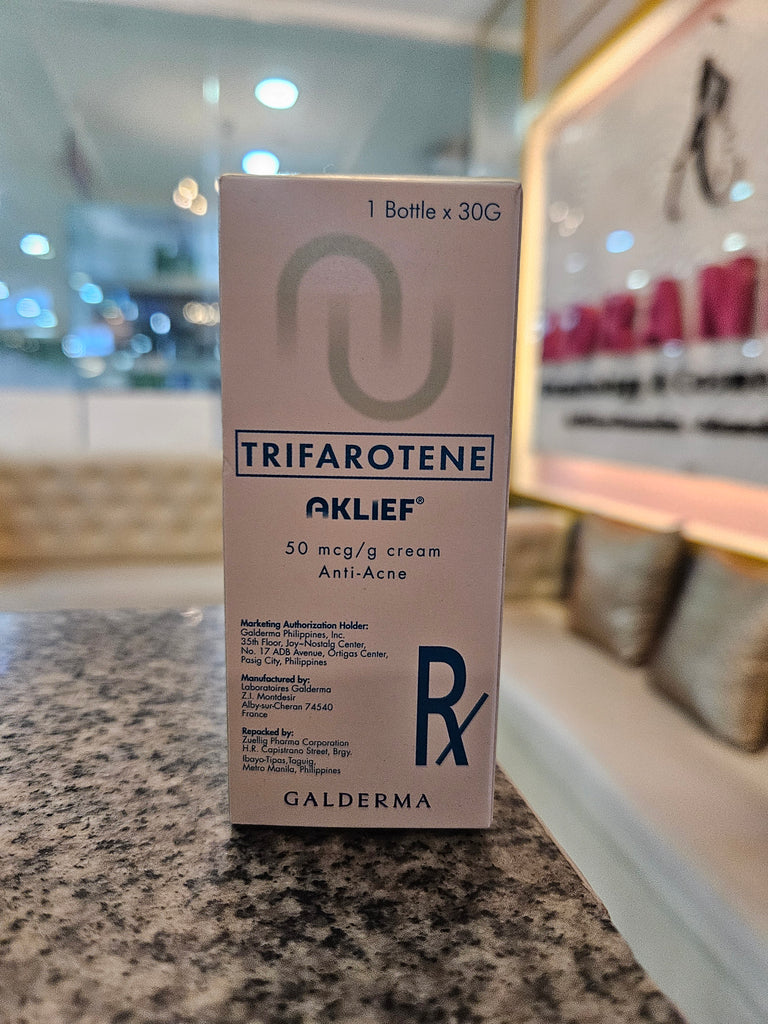 1 Bottle x 30G
TRIFAROTENE
AKLIEF®
50 mcg/g cream
Anti-Acne
Marketing Authorization Holder:
Galderma Philippines, Inc.
35th Floor, Joy~Nostalg Center,
No. 17 ADB Avenue, Ortigas Center,
Pasig City, Philippines
Manufactured by:
Laboratoires Galderma
Z.I. Montdesir
Alby-sur-Cheran 74540
France
Repacked by:
Zuellig Pharma Corporation
H.R. Capistrano Street, Brgy.
Ibayo-Tipas,Taguig,
Metro Manila, Philippines
Rx
GALDERMA